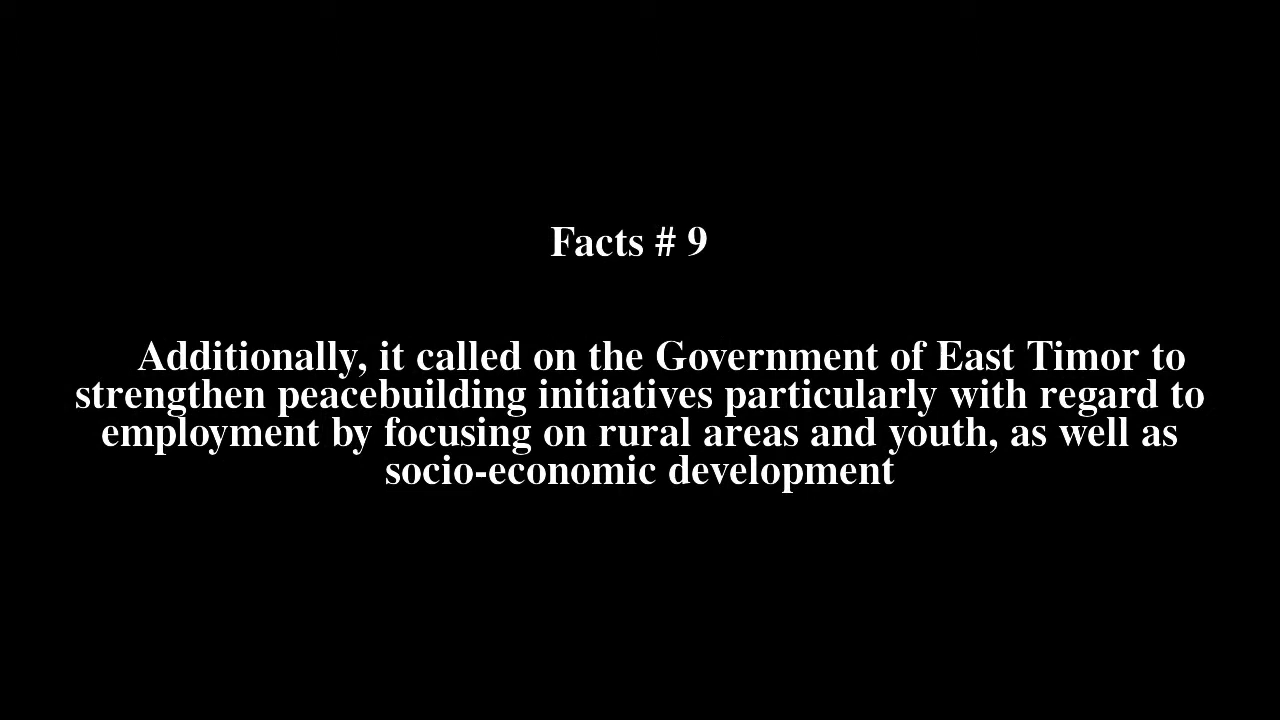 Facts # 9
Additionally, it called on the Government of East Timor to
strengthen peacebuilding initiatives particularly with regard to
employment by focusing on rural areas and youth, as well as
socio-economic development